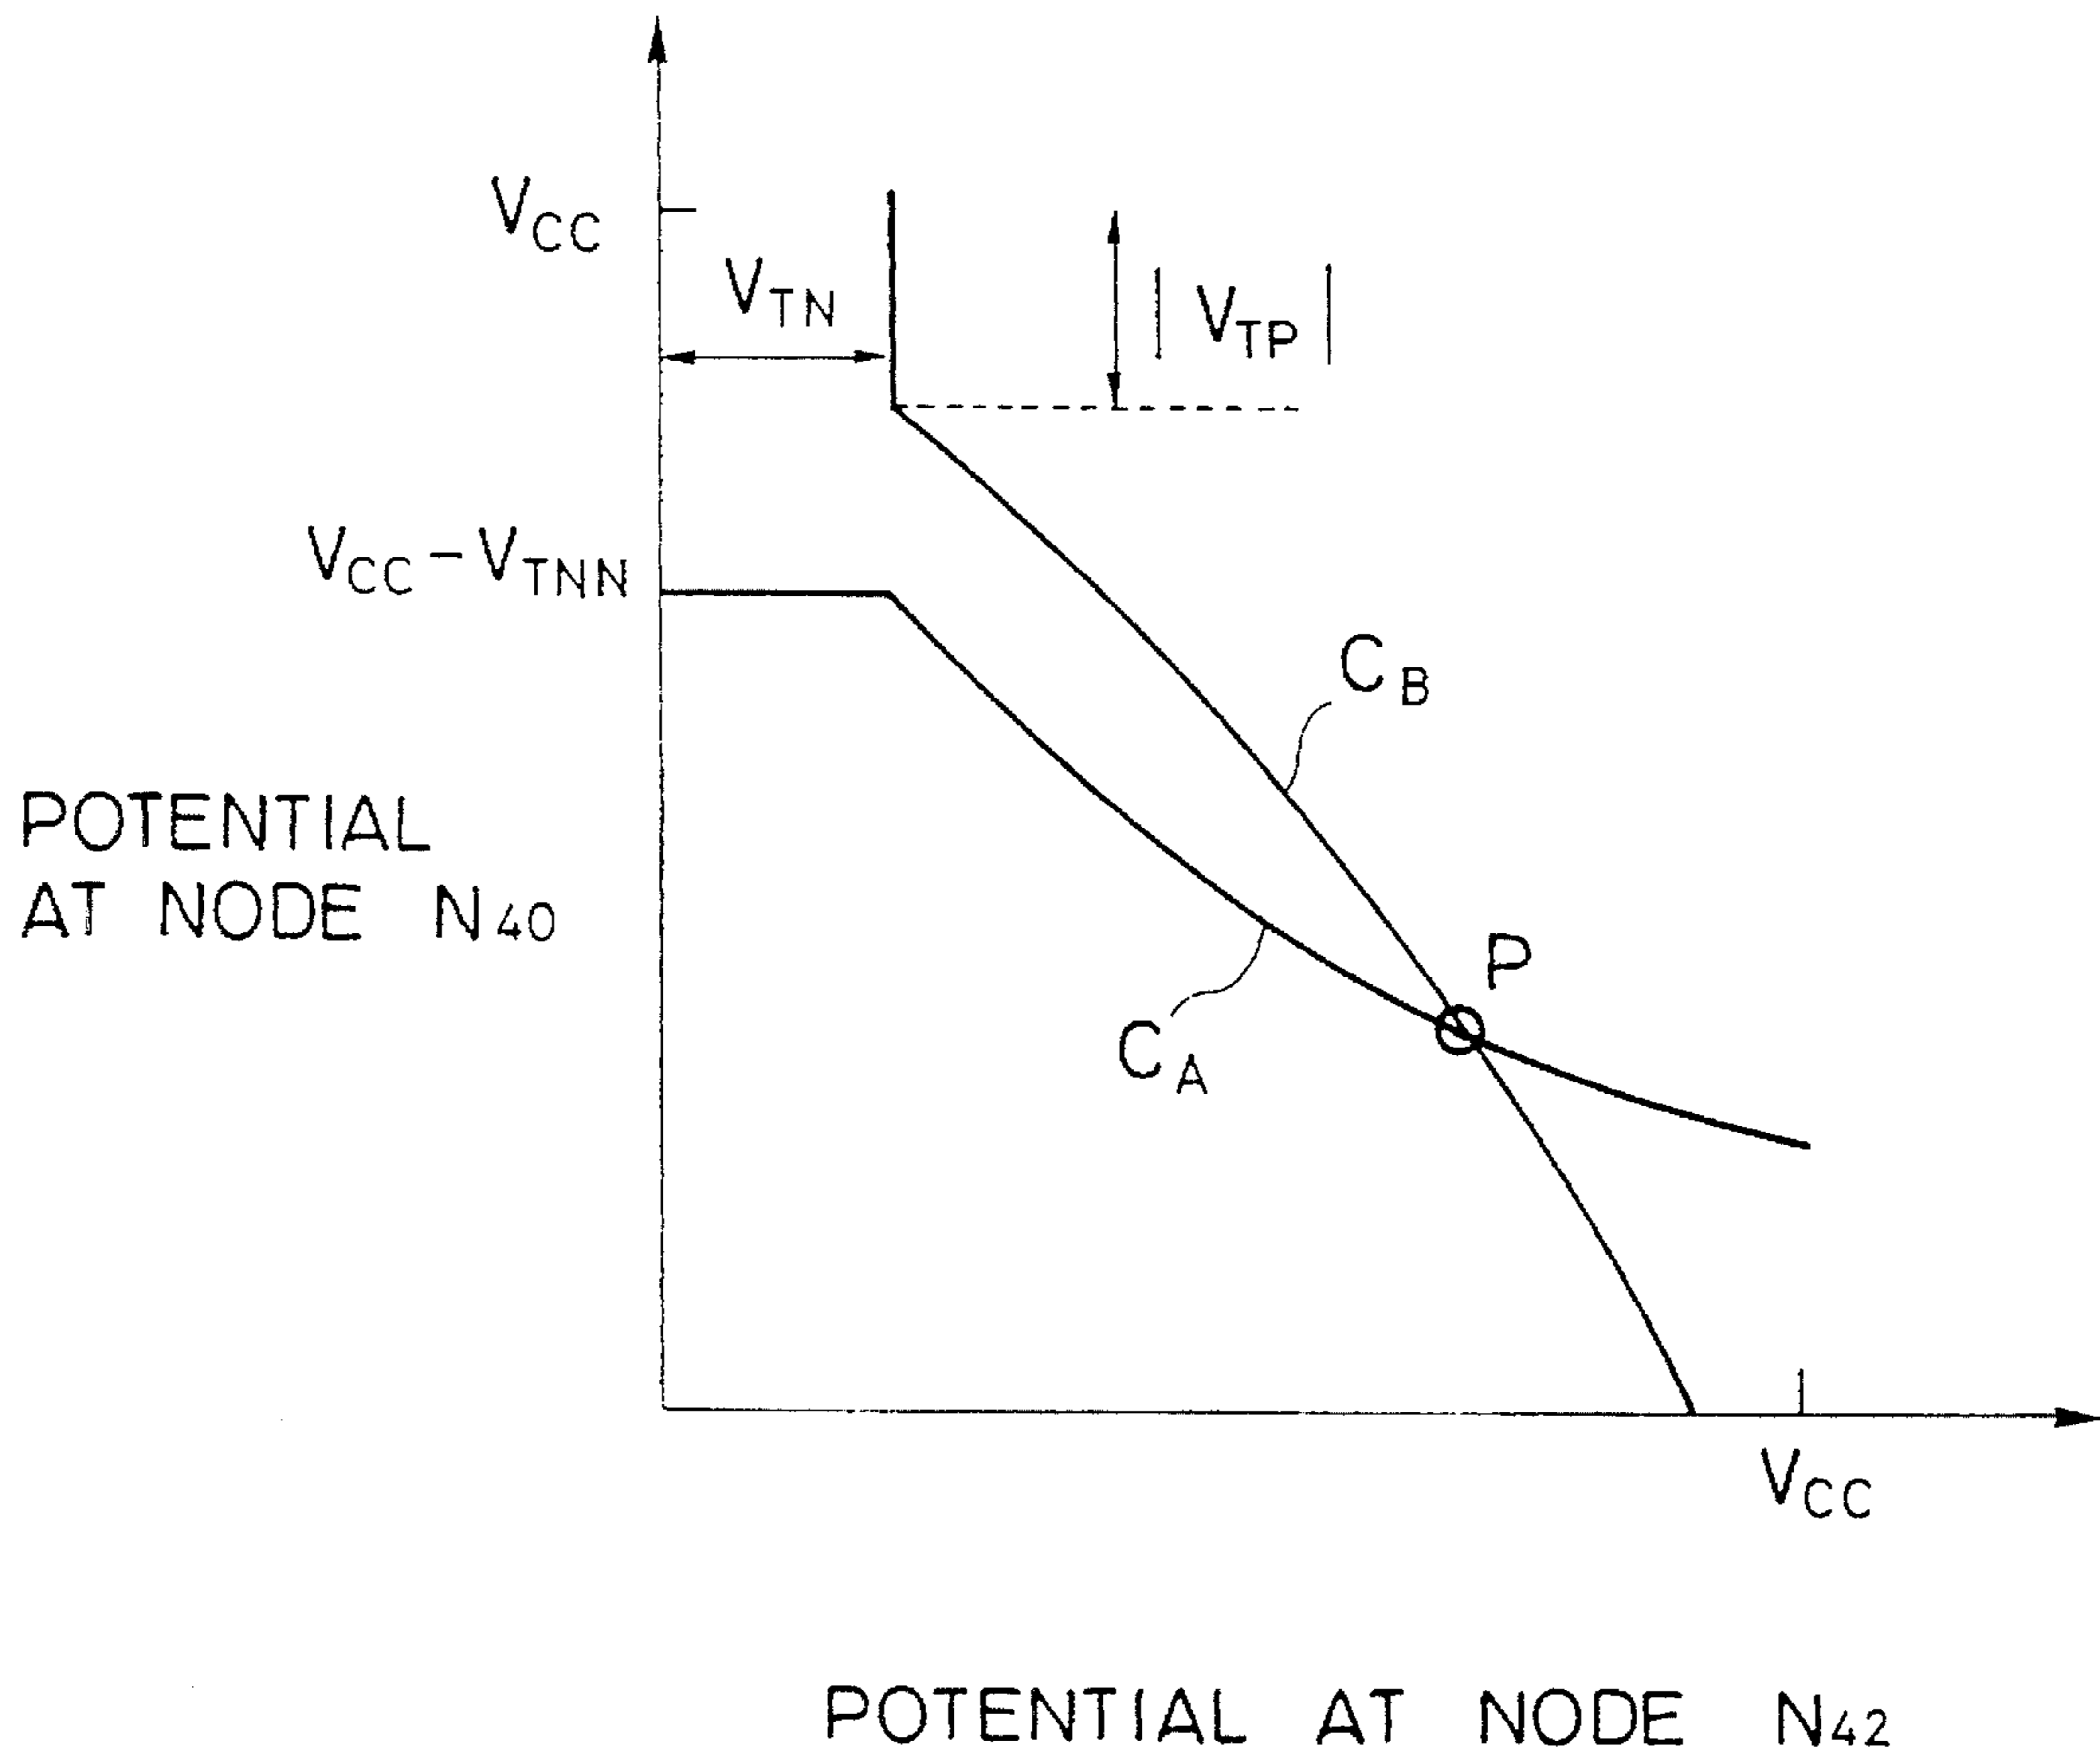 VCC
VTN
| VTP |
VCC-VTNN
CB
POTENTIAL
AT NODE N40
P
CA
VCC
POTENTIAL AT NODE N42